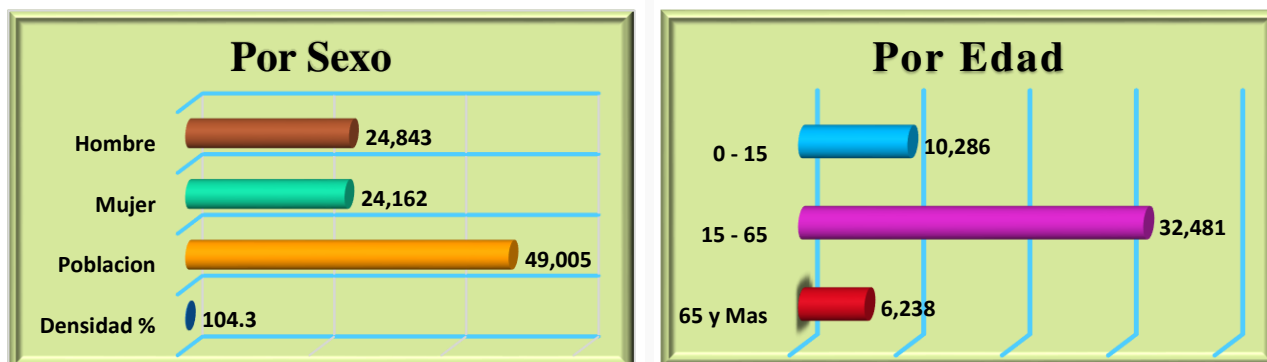 Por Sexo
Hombre 24,843
Mujer 24,162
Poblacion 49,005
Densidad % 104.3
Por Edad
0 - 15 10,286
15 - 65 32,481
65 y Mas 6,238